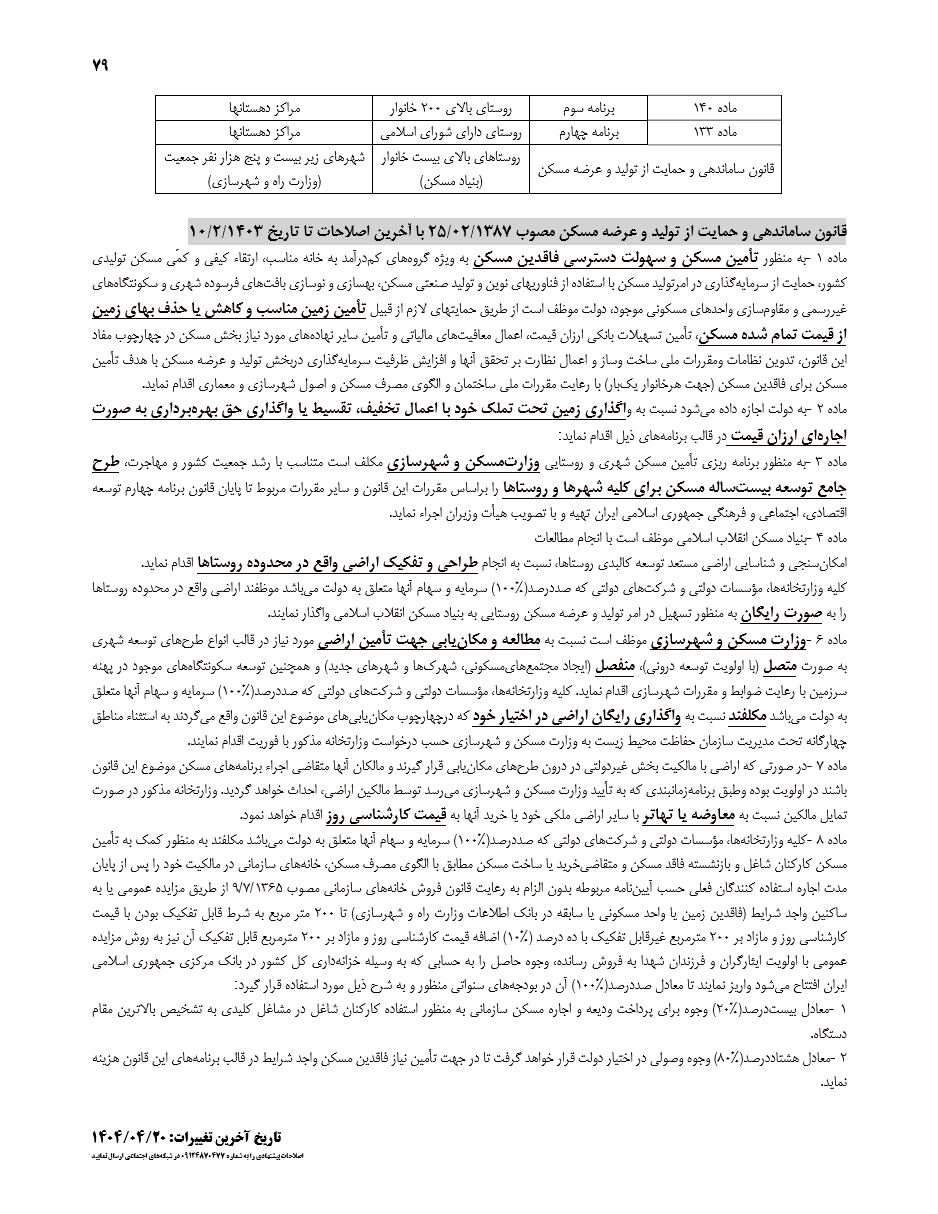 ۷۹
ماده ۱۴۰ برنامه سوم روستای بالای ۲۰۰ خانوار مراکز دهستانها
ماده ۱۳۳ برنامه چهارم روستای دارای شورای اسلامی مراکز دهستانها
قانون ساماندهی و حمایت از تولید و عرضه مسکن روستاهای بالای بیست خانوار شهرهای زیر بیست و پنج هزار نفر جمعیت
(بنیاد مسکن) (وزارت راه و شهرسازی)
قانون ساماندهی و حمایت از تولید و عرضه مسکن مصوب ۲۵/۰۲/۱۳۸۷ با آخرین اصلاحات تا تاریخ ۱۰/۲/۱۴۰۳
ماده ۱ -به منظور تأمین مسکن و سهولت دسترسی فاقدین مسکن به ویژه گروه‌های کم‌درآمد به خانه مناسب، ارتقاء کیفی و کمّی مسکن تولیدی
کشور، حمایت از سرمایه‌گذاری در امرتولید مسکن با استفاده از فناوریهای نوین و تولید صنعتی مسکن، بهسازی و نوسازی بافت‌های فرسوده شهری و سکونتگاه‌های
غیررسمی و مقاوم‌سازی واحدهای مسکونی موجود، دولت موظف است از طریق حمایتهای لازم از قبیل تأمین زمین مناسب و کاهش یا حذف بهای زمین
از قیمت تمام شده مسکن، تأمین تسهیلات بانکی ارزان قیمت، اعمال معافیت‌های مالیاتی و تأمین سایر نهاده‌های مورد نیاز بخش مسکن در چهارچوب مفاد
این قانون، تدوین نظامات ومقررات ملی ساخت وساز و اعمال نظارت بر تحقق آنها و افزایش ظرفیت سرمایه‌گذاری دربخش تولید و عرضه مسکن با هدف تأمین
مسکن برای فاقدین مسکن (جهت هرخانوار یک‌بار) با رعایت مقررات ملی ساختمان و الگوی مصرف مسکن و اصول شهرسازی و معماری اقدام نماید.
ماده ۲ -به دولت اجازه داده می‌شود نسبت به واگذاری زمین تحت تملک خود با اعمال تخفیف، تقسیط یا واگذاری حق بهره‌برداری به صورت
اجاره‌ای ارزان قیمت در قالب برنامه‌های ذیل اقدام نماید:
ماده ۳ -به منظور برنامه ریزی تأمین مسکن شهری و روستایی وزارت‌مسکن و شهرسازی مکلف است متناسب با رشد جمعیت کشور و مهاجرت، طرح
جامع توسعه بیست‌ساله مسکن برای کلیه شهرها و روستاها را براساس مقررات این قانون و سایر مقررات مربوط تا پایان قانون برنامه چهارم توسعه
اقتصادی، اجتماعی و فرهنگی جمهوری اسلامی ایران تهیه و با تصویب هیأت وزیران اجراء نماید.
ماده ۴ -بنیاد مسکن انقلاب اسلامی موظف است با انجام مطالعات
امکان‌سنجی و شناسایی اراضی مستعد توسعه کالبدی روستاها، نسبت به انجام طراحی و تفکیک اراضی واقع در محدوده روستاها اقدام نماید.
کلیه وزارتخانه‌ها، مؤسسات دولتی و شرکت‌های دولتی که صددرصد(۱۰۰٪) سرمایه و سهام آنها متعلق به دولت می‌باشد موظفند اراضی واقع در محدوده روستاها
را به صورت رایگان به منظور تسهیل در امر تولید و عرضه مسکن روستایی به بنیاد مسکن انقلاب اسلامی واگذار نمایند.
ماده ۶ -وزارت مسکن و شهرسازی موظف است نسبت به مطالعه و مکان‌یابی جهت تأمین اراضی مورد نیاز در قالب انواع طرح‌های توسعه شهری
به صورت متصل (با اولویت توسعه درونی)، منفصل (ایجاد مجتمع‌های‌مسکونی، شهرک‌ها و شهرهای جدید) و همچنین توسعه سکونتگاه‌های موجود در پهنه
سرزمین با رعایت ضوابط و مقررات شهرسازی اقدام نماید. کلیه وزارتخانه‌ها، مؤسسات دولتی و شرکت‌های دولتی که صددرصد(۱۰۰٪) سرمایه و سهام آنها متعلق
به دولت می‌باشد مکلفند نسبت به واگذاری رایگان اراضی در اختیار خود که درچهارچوب مکان‌یابی‌های موضوع این قانون واقع می‌گردند به استثناء مناطق
چهارگانه تحت مدیریت سازمان حفاظت محیط زیست به وزارت مسکن و شهرسازی حسب درخواست وزارتخانه مذکور با فوریت اقدام نمایند.
ماده ۷ -در صورتی که اراضی با مالکیت بخش غیردولتی در درون طرح‌های مکان‌یابی قرار گیرند و مالکان آنها متقاضی اجراء برنامه‌های مسکن موضوع این قانون
باشند در اولویت بوده وطبق برنامه‌زمانبندی که به تأیید وزارت مسکن و شهرسازی می‌رسد توسط مالکین اراضی، احداث خواهد گردید. وزارتخانه مذکور در صورت
تمایل مالکین نسبت به معاوضه یا تهاتر با سایر اراضی ملکی خود یا خرید آنها به قیمت کارشناسی روز اقدام خواهد نمود.
ماده ۸ -کلیه وزارتخانه‌ها، مؤسسات دولتی و شرکت‌های دولتی که صددرصد(۱۰۰٪) سرمایه و سهام آنها متعلق به دولت می‌باشد مکلفند به منظور کمک به تأمین
مسکن کارکنان شاغل و بازنشسته فاقد مسکن و متقاضی‌خرید یا ساخت مسکن مطابق با الگوی مصرف مسکن، خانه‌های سازمانی در مالکیت خود را پس از پایان
مدت اجاره استفاده کنندگان فعلی حسب آیین‌نامه مربوطه بدون الزام به رعایت قانون فروش خانه‌های سازمانی مصوب ۹/۷/۱۳۶۵ از طریق مزایده عمومی یا به
ساکنین واجد شرایط (فاقدین زمین یا واحد مسکونی یا سابقه در بانک اطلاعات وزارت راه و شهرسازی) تا ۲۰۰ متر مربع به شرط قابل تفکیک بودن با قیمت
کارشناسی روز و مازاد بر ۲۰۰ مترمربع غیرقابل تفکیک با ده درصد (۱۰٪) اضافه قیمت کارشناسی روز و مازاد بر ۲۰۰ مترمربع قابل تفکیک آن نیز به روش مزایده
عمومی با اولویت ایثارگران و فرزندان شهدا به فروش رسانده، وجوه حاصل را به حسابی که به وسیله خزانه‌داری کل کشور در بانک مرکزی جمهوری اسلامی
ایران افتتاح می‌شود واریز نمایند تا معادل صددرصد(۱۰۰٪) آن در بودجه‌های سنواتی منظور و به شرح ذیل مورد استفاده قرار گیرد:
۱ -معادل بیست‌درصد(۲۰٪) وجوه برای پرداخت ودیعه و اجاره مسکن سازمانی به منظور استفاده کارکنان شاغل در مشاغل کلیدی به تشخیص بالاترین مقام
دستگاه.
۲ -معادل هشتاددرصد(۸۰٪) وجوه وصولی در اختیار دولت قرار خواهد گرفت تا در جهت تأمین نیاز فاقدین مسکن واجد شرایط در قالب برنامه‌های این قانون هزینه
نماید.
تاریخ آخرین تغییرات: ۱۴۰۴/۰۴/۲۰
اصلاحات پیشنهادی را به شماره ۰۹۱۲۴۸۷۰۴۷۷ در شبکه‌های اجتماعی ارسال نمایید